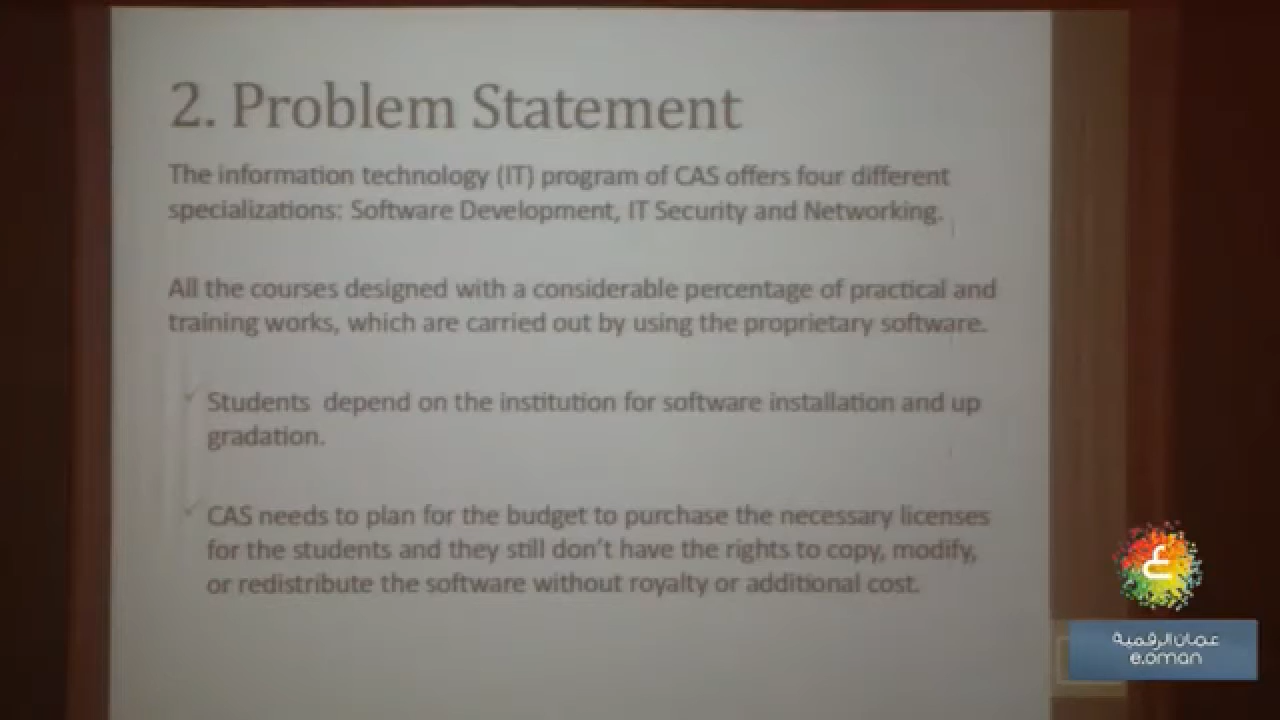 2. Problem Statement
The information technology (IT) program of CAS offers four different
specializations: Software Development, IT Security and Networking.
All the courses designed with a considerable percentage of practical and
training works, which are carried out by using the proprietary software.
Students depend on the institution for software installation and up
gradation.
CAS needs to plan for the budget to purchase the necessary licenses
for the students and they still don't have the rights to copy, modify,
or redistribute the software without royalty or additional cost.
ع
عمان الرقمية
e.oman